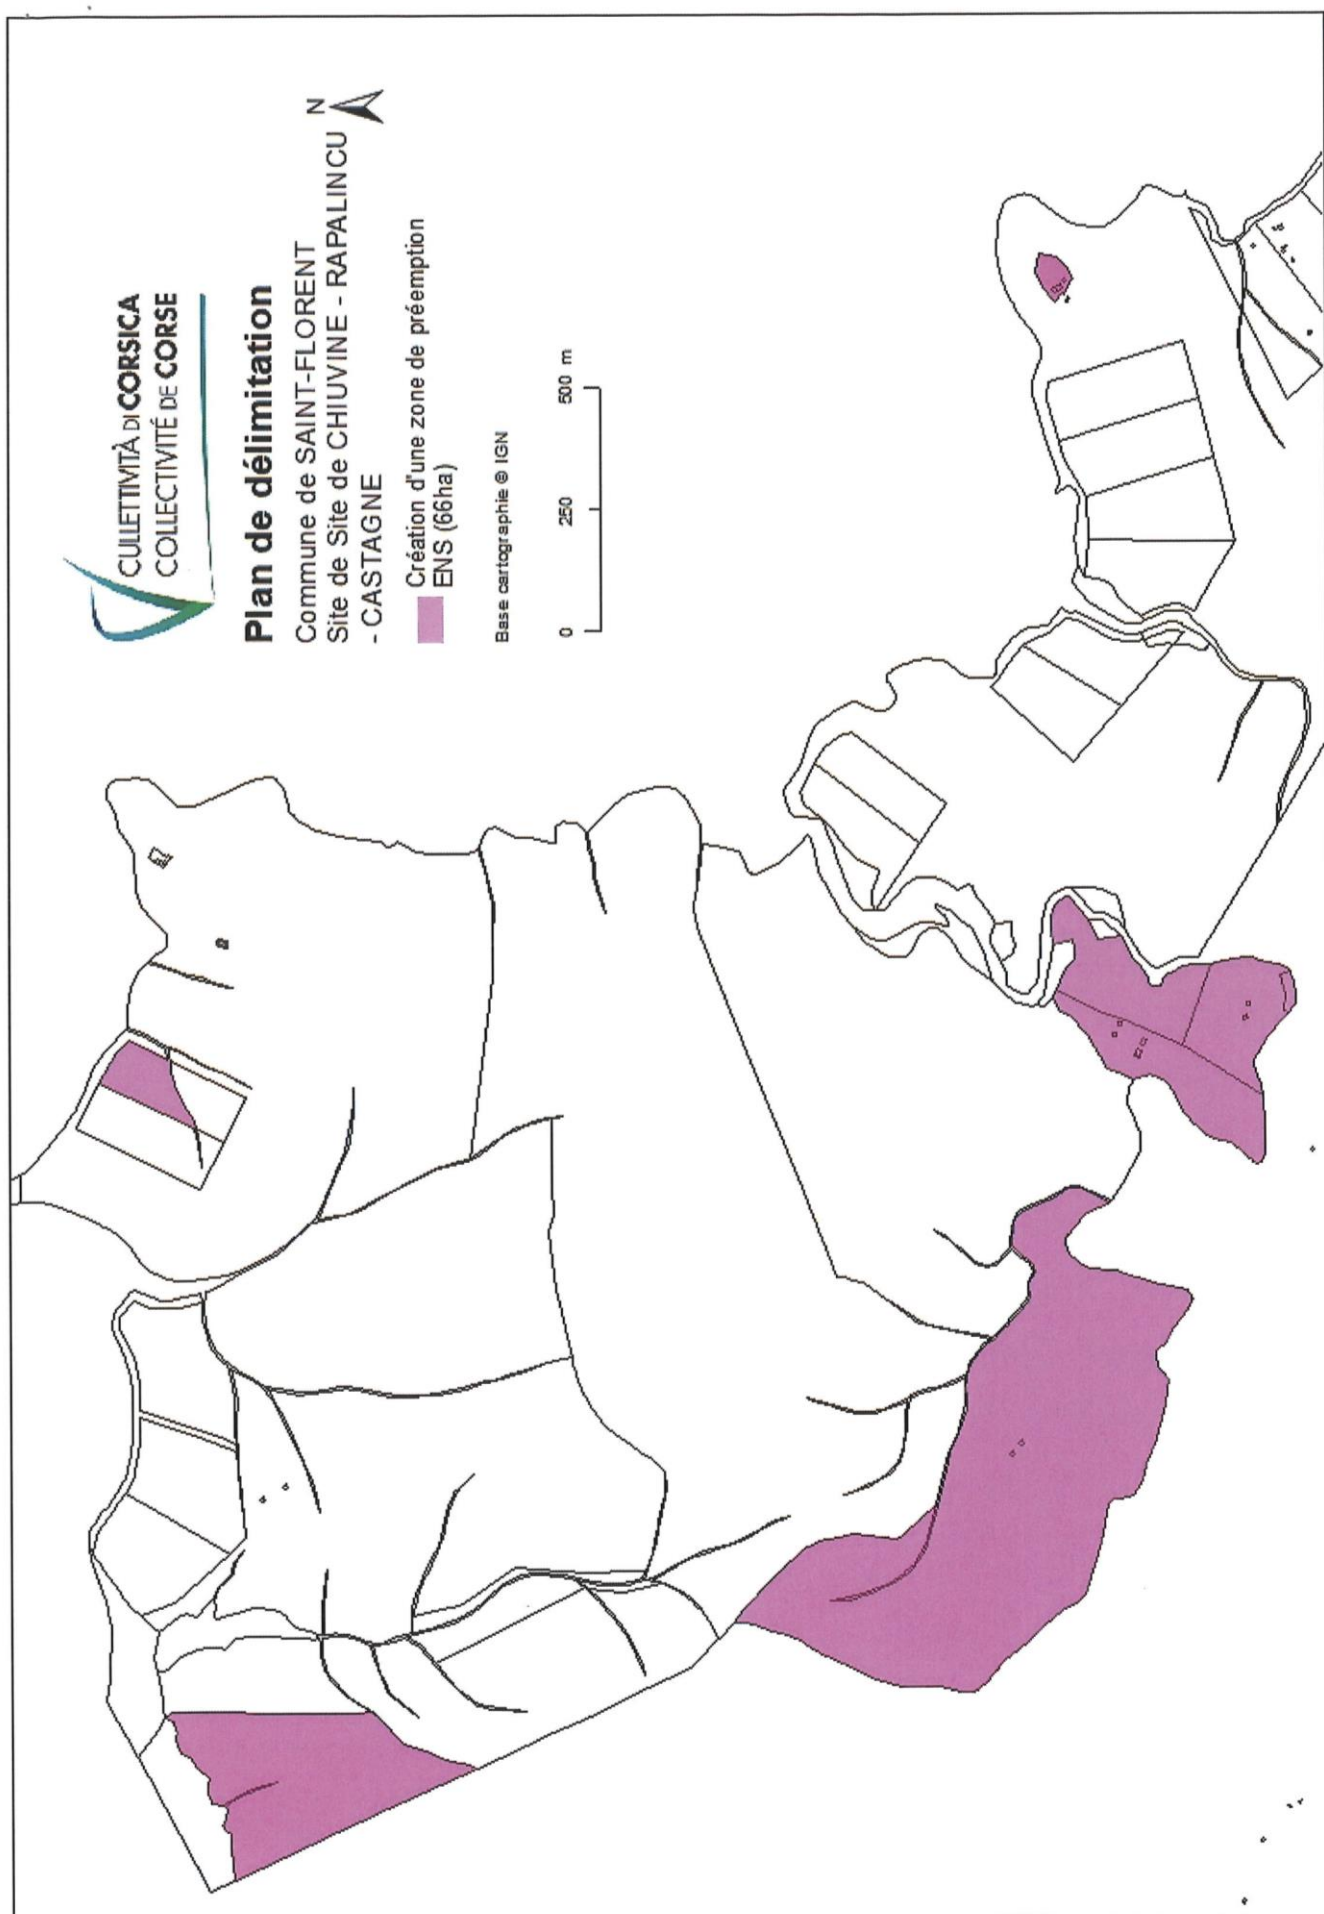 CULLETTIVITÀ DI CORSICA
COLLECTIVITÉ DE CORSE
Plan de délimitation
Commune de SAINT-FLORENT
Site de Site de CHIUVINE - RAPALINCU
- CASTAGNE
N
Création d'une zone de préemption
ENS (66ha)
Base cartographie © IGN
0 250 500 m